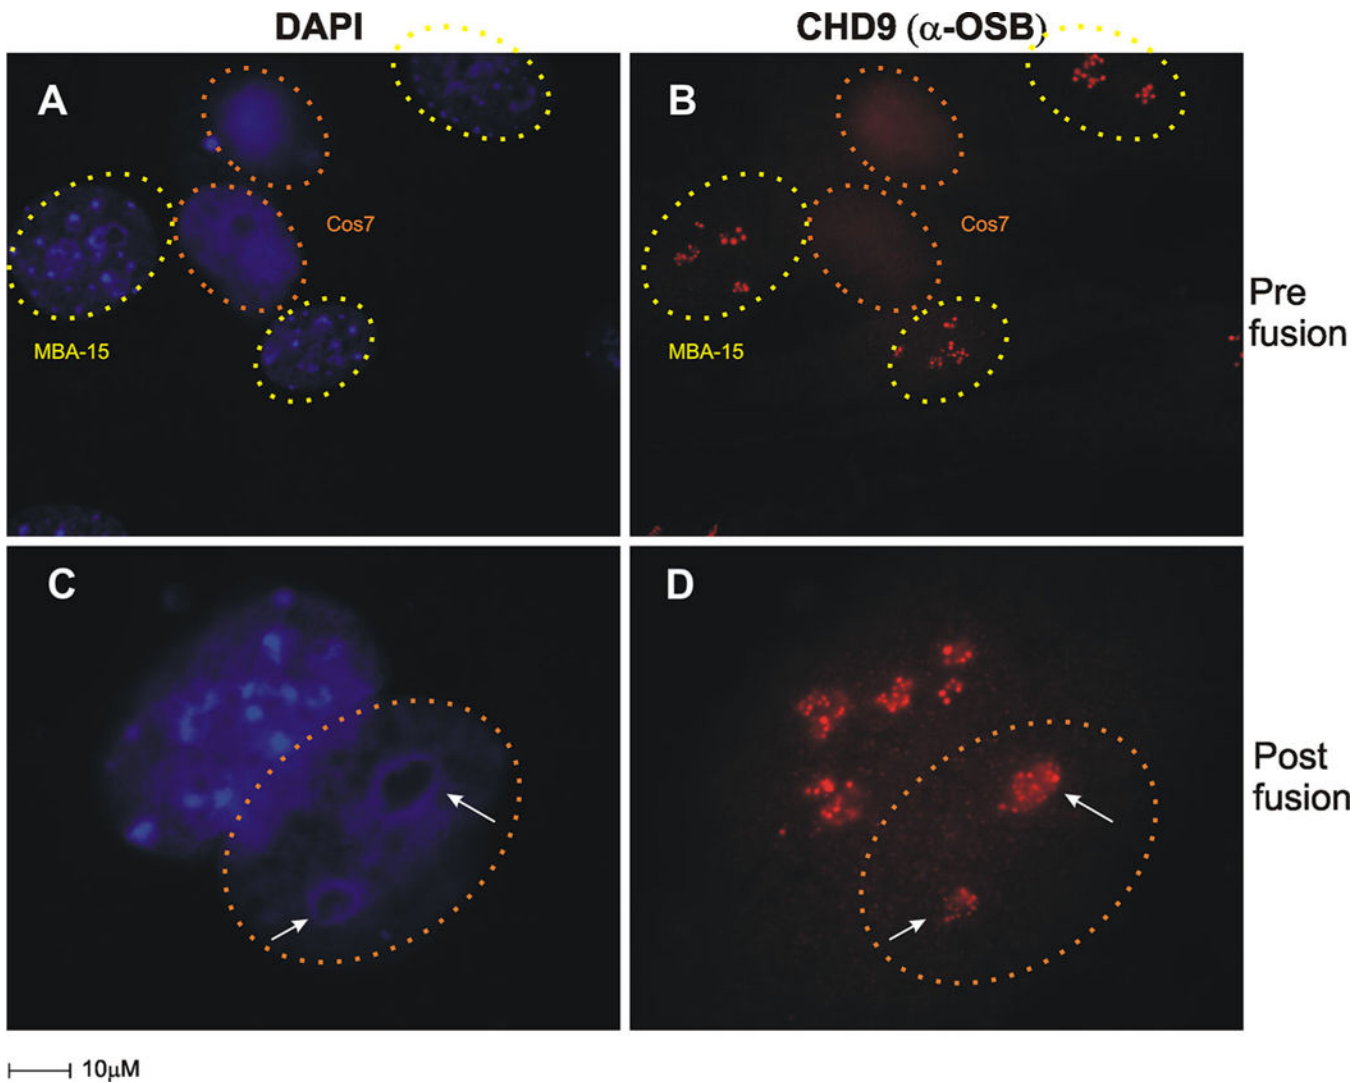 DAPI
CHD9 (α-OSB)
A
Cos7
MBA-15
B
Cos7
MBA-15
Pre
fusion
C
D
Post
fusion
10μM